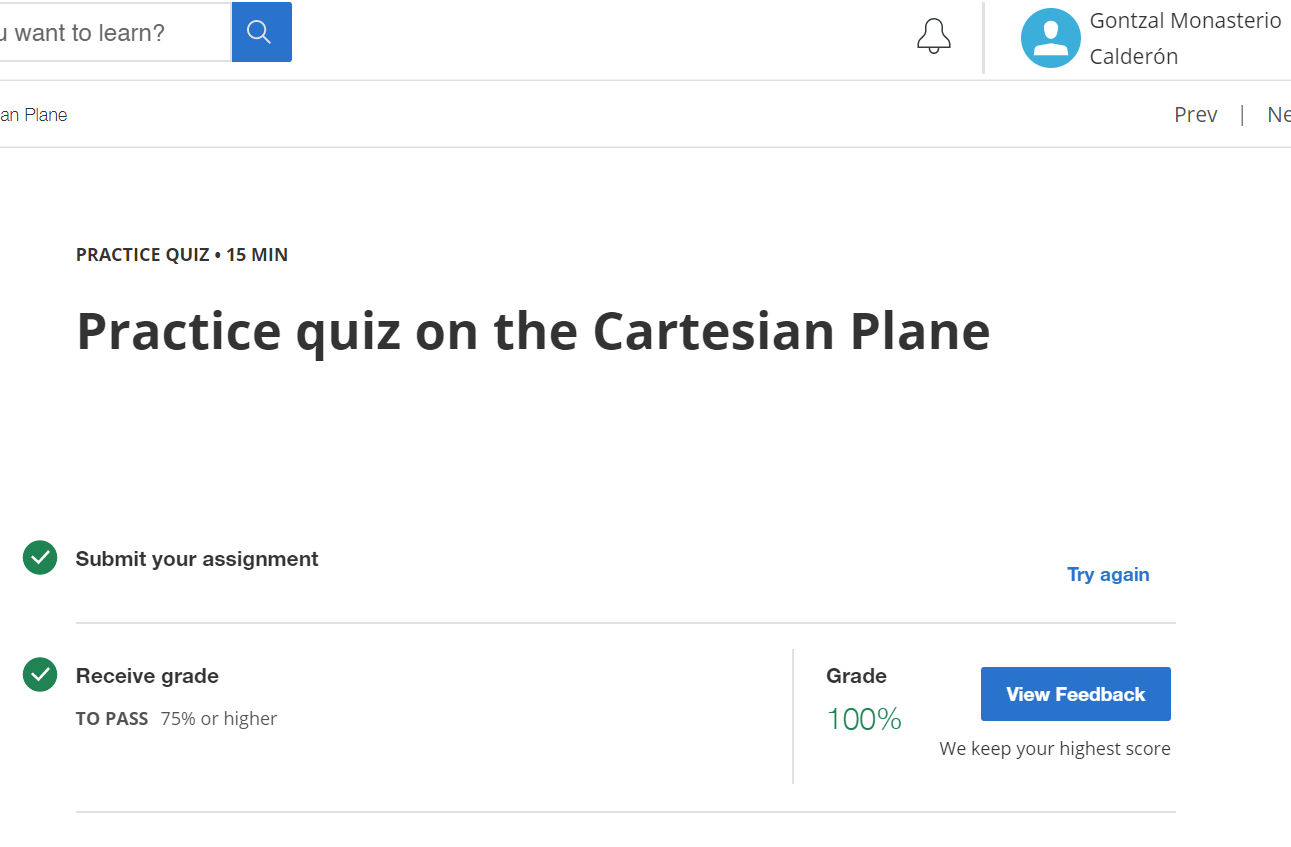 u want to learn?
Gontzal Monasterio
Calderón
an Plane
Prev | Ne
PRACTICE QUIZ • 15 MIN
Practice quiz on the Cartesian Plane
Submit your assignment
Try again
Receive grade
TO PASS 75% or higher
Grade
100%
View Feedback
We keep your highest score